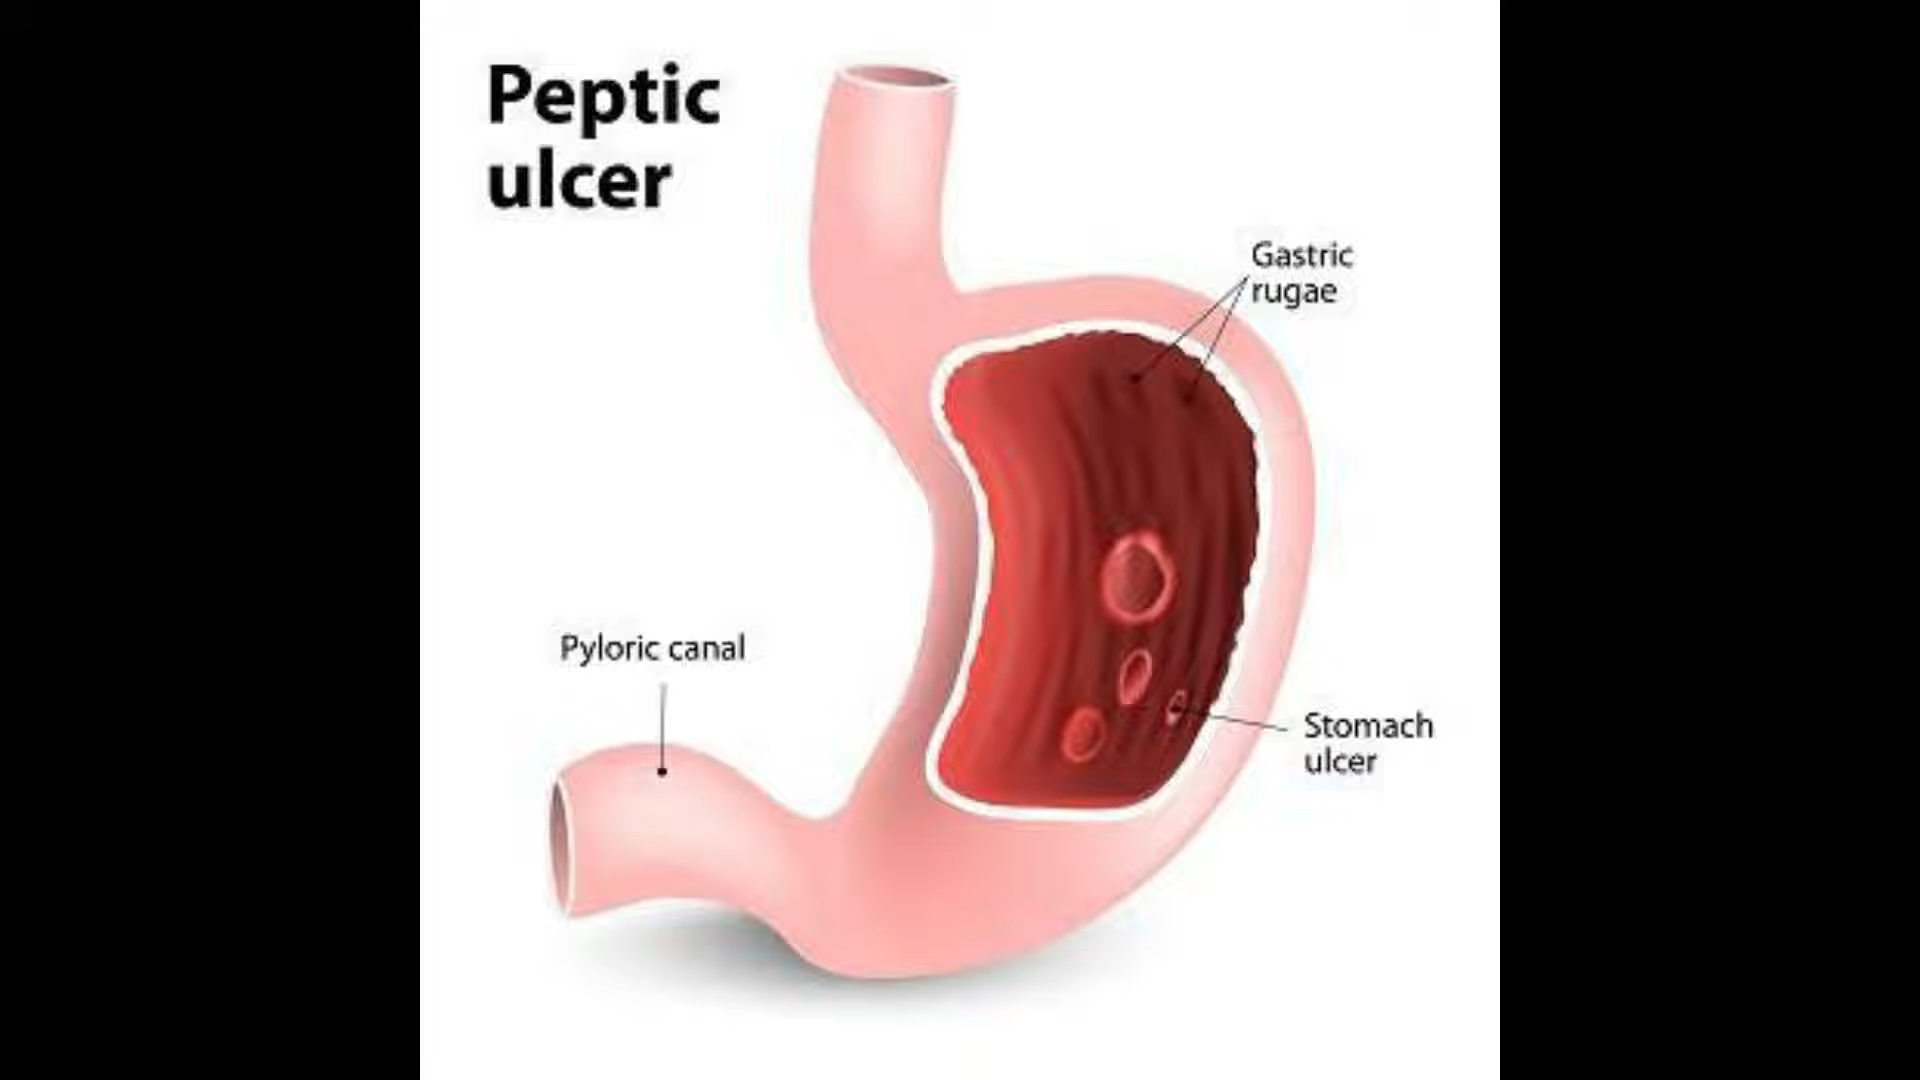 Peptic
ulcer
Gastric
rugae
Pyloric canal
Stomach
ulcer